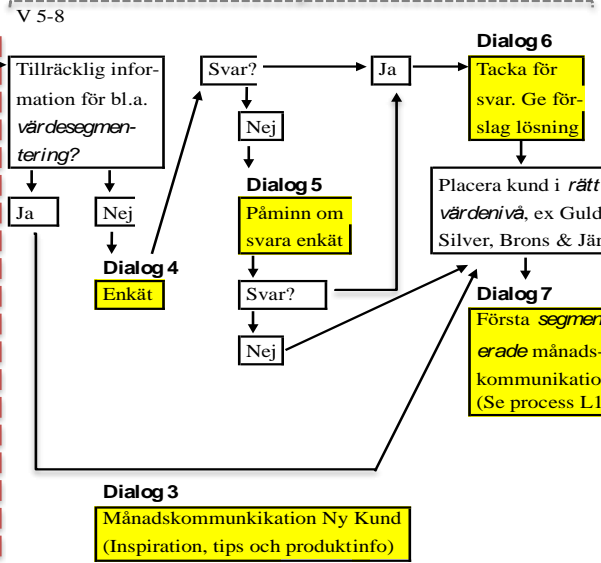 V 5-8
Tillräcklig infor-
mation för bl.a.
värdesegmen-
tering?
Ja
Nej
Dialog 4
Enkät
Svar?
Nej
Dialog 5
Påminn om
svara enkät
Svar?
Nej
Ja
Dialog 6
Tacka för
svar. Ge för-
slag lösning
Placera kund i rätt
värdenivå, ex Guld
Silver, Brons & Jär
Dialog 7
Första segmen
erade månads-
kommunikatio
(Se process L1
Dialog 3
Månadskommunkikation Ny Kund
(Inspiration, tips och produktinfo)